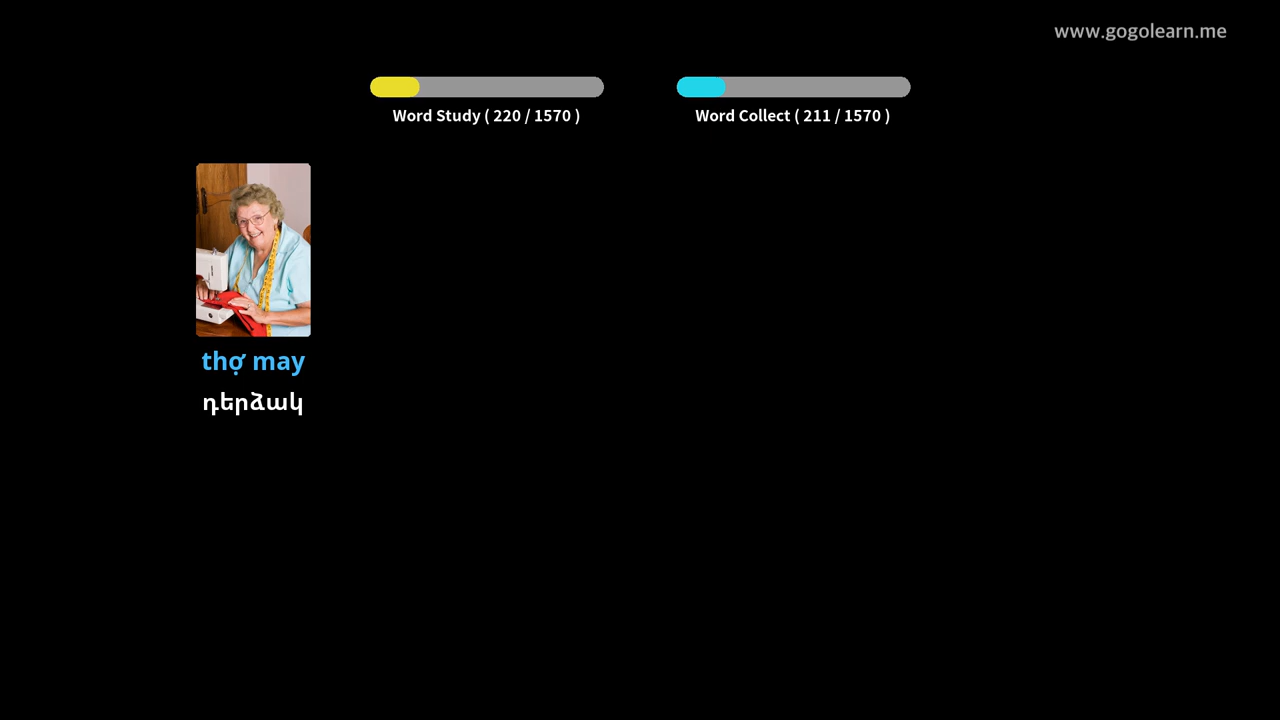 www.gogolearn.me
Word Study ( 220 / 1570 )
Word Collect ( 211 / 1570 )
thợ may
դերձակ